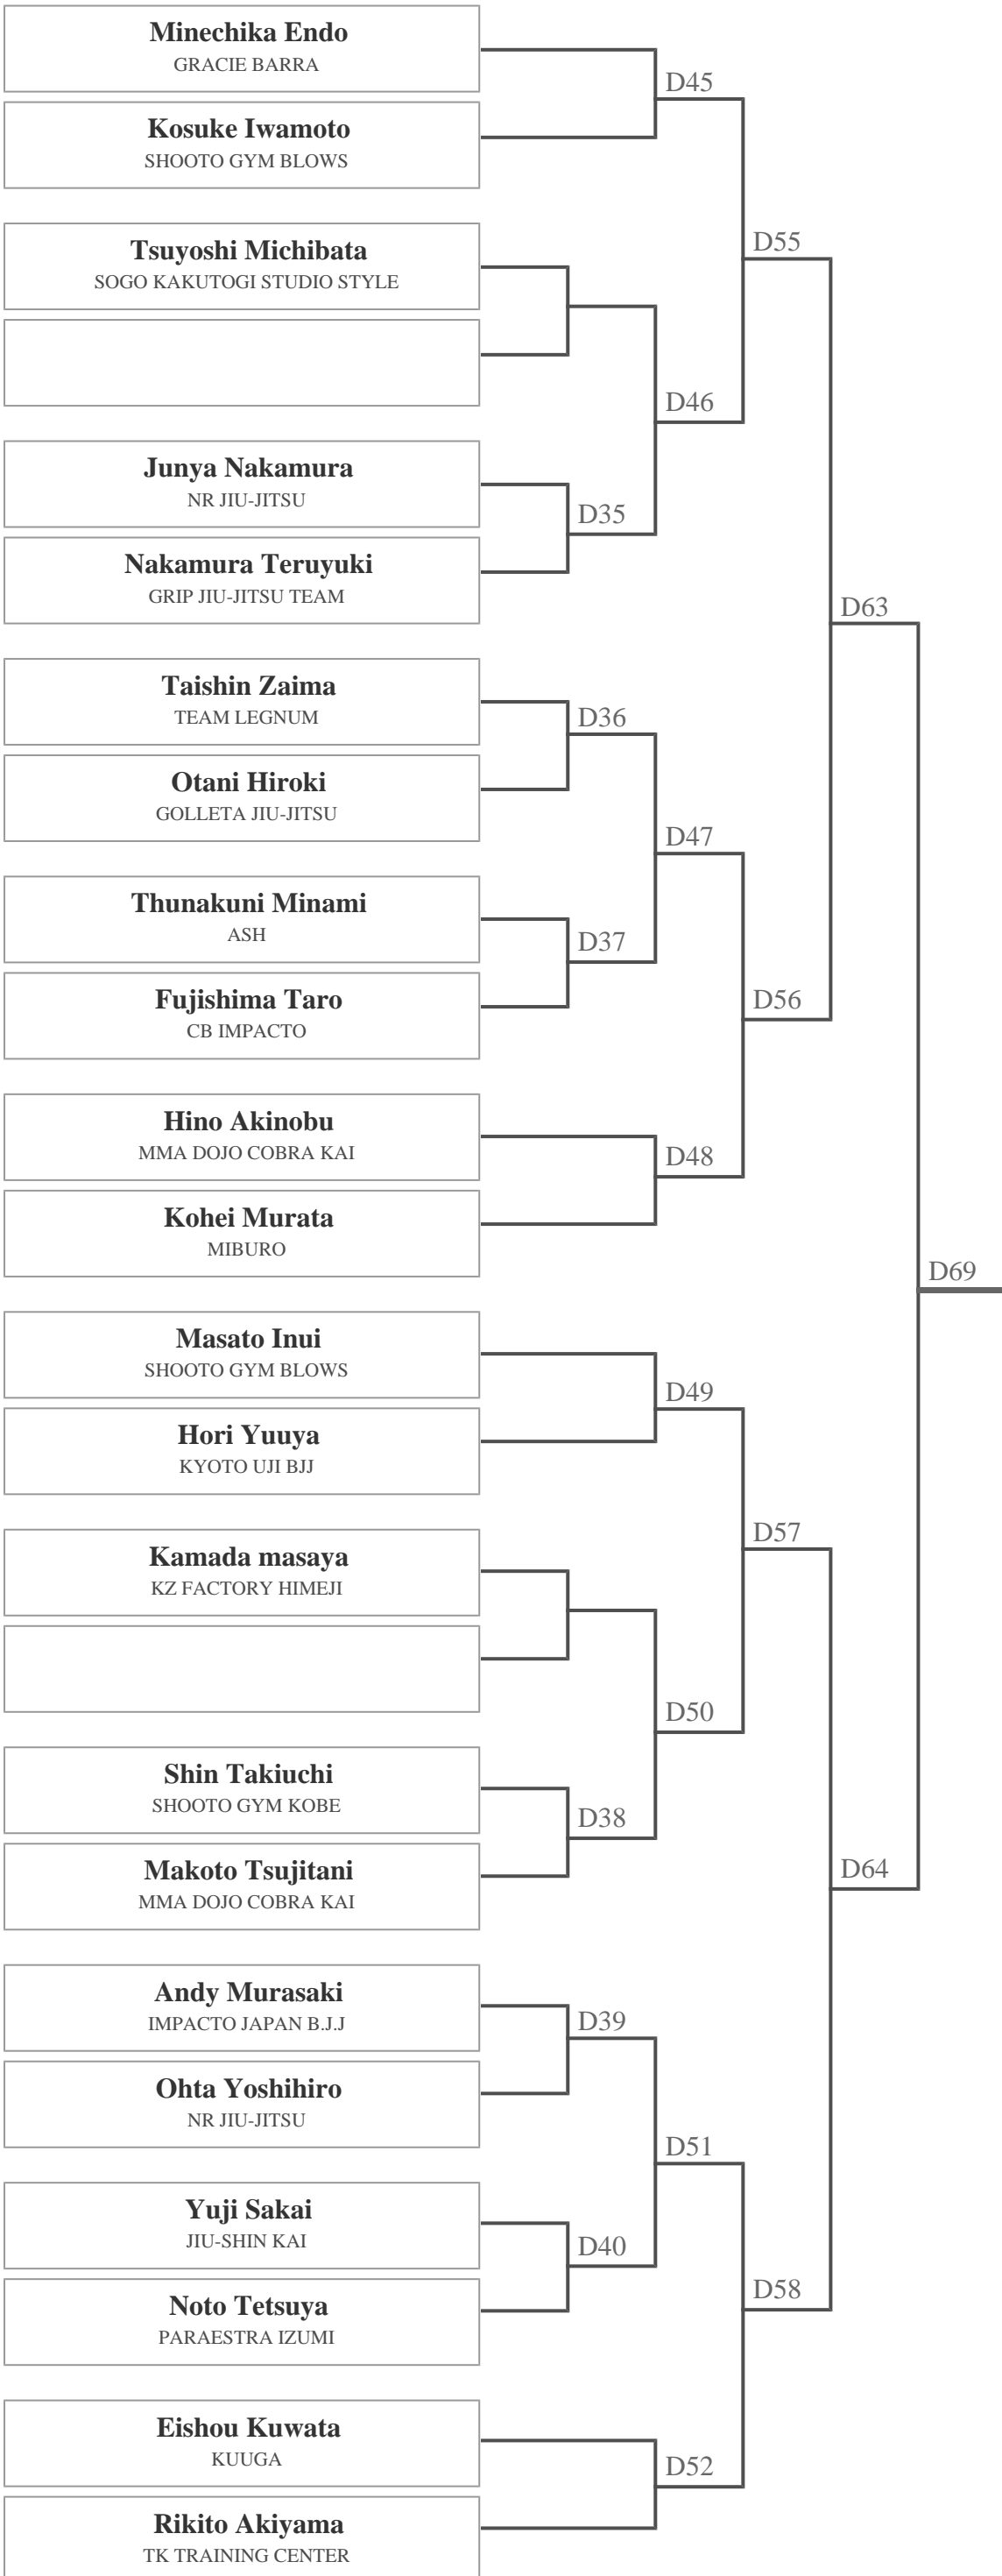 Minechika Endo
GRACIE BARRA
D45
Kosuke Iwamoto
SHOOTO GYM BLOWS
Tsuyoshi Michibata
D55
SOGO KAKUTOGI STUDIO STYLE
D46
Junya Nakamura
NR JIU-JITSU
D35
Nakamura Teruyuki
GRIP JIU-JITSU TEAM
D63
Taishin Zaima
TEAM LEGNUM
D36
Otani Hiroki
GOLLETA JIU-JITSU
D47
Thunakuni Minami
ASH
D37
Fujishima Taro
D56
CB IMPACTO
Hino Akinobu
MMA DOJO COBRA KAI
D48
Kohei Murata
MIBURO
D69
Masato Inui
SHOOTO GYM BLOWS
D49
Hori Yuuya
KYOTO UJI BJJ
D57
Kamada masaya
KZ FACTORY HIMEJI
D50
Shin Takiuchi
SHOOTO GYM KOBE
D38
Makoto Tsujitani
D64
MMA DOJO COBRA KAI
Andy Murasaki
IMPACTO JAPAN B.J.J
D39
Ohta Yoshihiro
NR JIU-JITSU
D51
Yuji Sakai
JIU-SHIN KAI
D40
D58
Noto Tetsuya
PARAESTRA IZUMI
Eishou Kuwata
KUUGA
D52
Rikito Akiyama
TK TRAINING CENTER